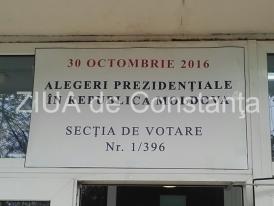 30 OCTOMBRIE 2016
ALEGERI PREZIDENȚIALE
ÎN REPUBLICA MOLDOVA
ZIUA de Constanța
SECȚIA DE VOTARE
Nr. 1/396